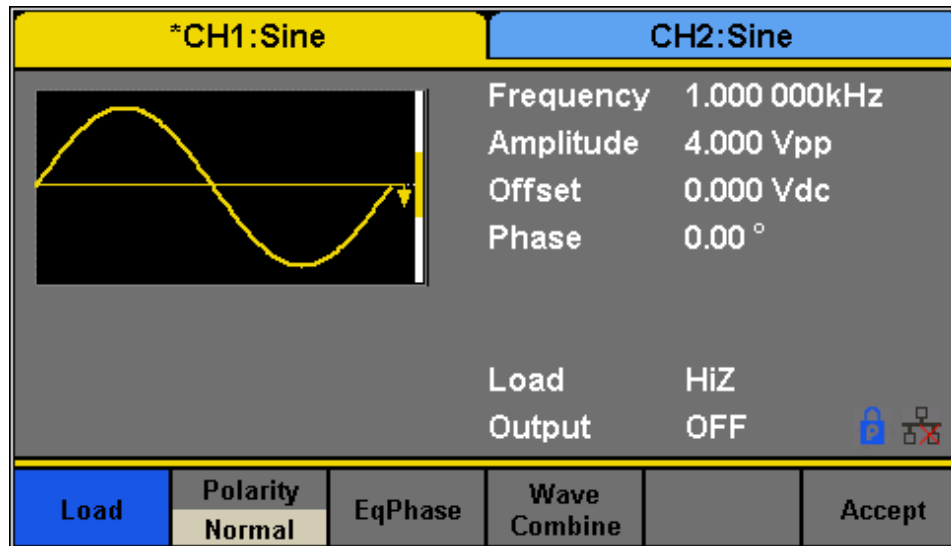 *CH1:Sine
CH2:Sine
Frequency 1.000 000kHz
Amplitude 4.000 Vpp
Offset 0.000 Vdc
Phase 0.00 °
Load HiZ
Output OFF
P
Load
Polarity
Normal
EqPhase
Wave
Combine
Accept